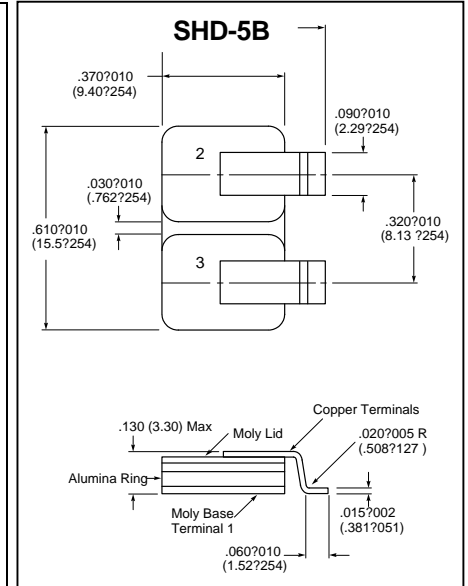 SHD-5B
.370?010
(9.40?254)
.090?010
(2.29?254)
2
.030?010
(.762?254)
.320?010
(8.13 ?254)
.610?010
(15.5?254)
3
Copper Terminals
.130 (3.30) Max
Moly Lid
.020?005 R
(.508?127 )
Alumina Ring
Moly Base
Terminal 1
.015?002
(.381?051)
.060?010
(1.52?254)